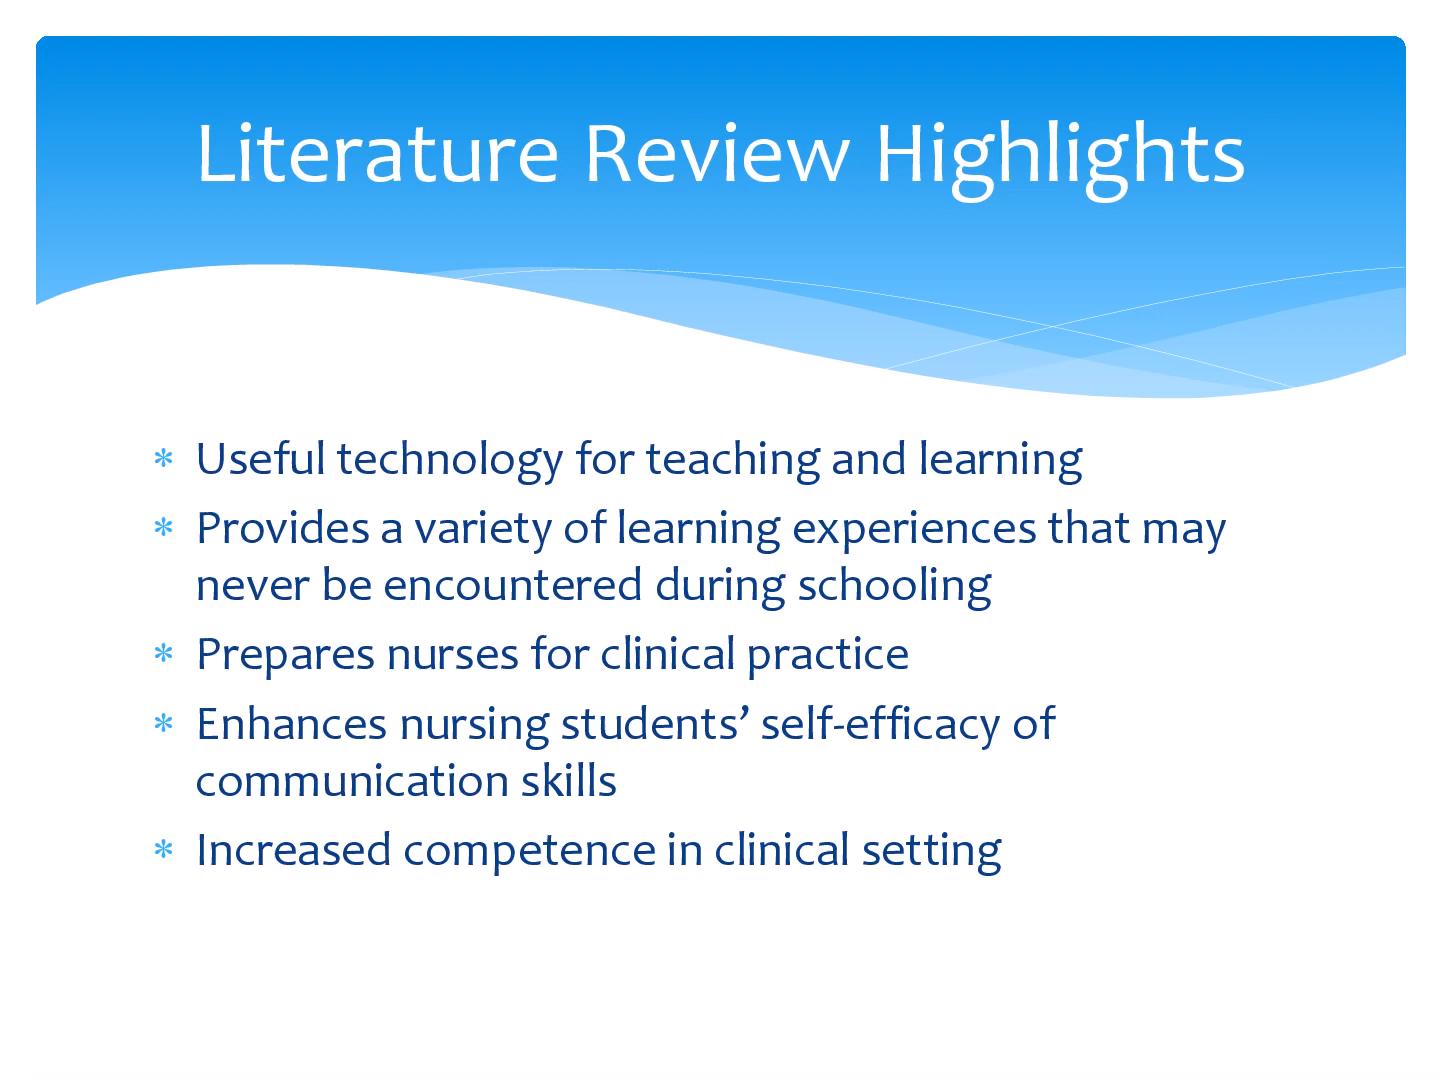 Literature Review Highlights
* Useful technology for teaching and learning
* Provides a variety of learning experiences that may
never be encountered during schooling
* Prepares nurses for clinical practice
* Enhances nursing students’ self-efficacy of
communication skills
* Increased competence in clinical setting